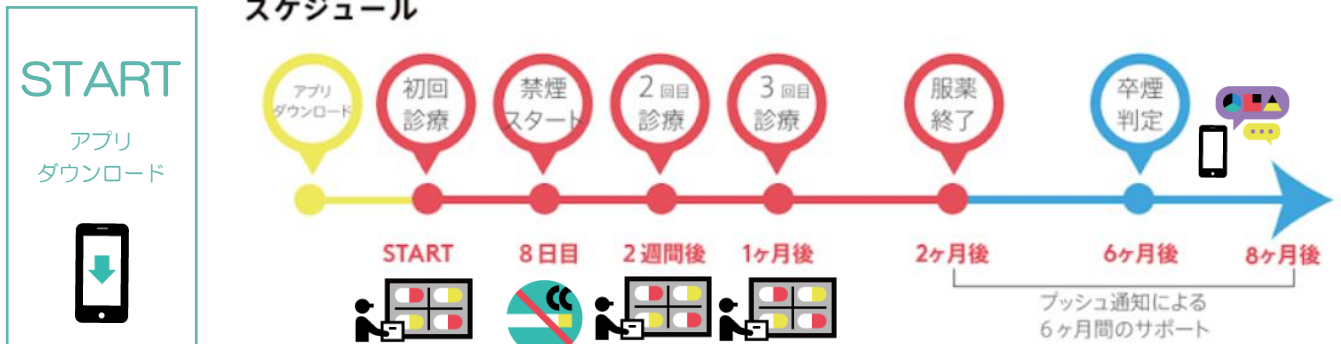 スケジュール
START
アプリ
ダウンロード
アプリ
ダウンロード
初回
診療
禁煙
スタート
2回目
診療
3回目
診療
服薬
終了
卒煙
判定
START
8日目
2週間後
1ヶ月後
2ヶ月後
6ヶ月後
8ヶ月後
プッシュ通知による
6ヶ月間のサポート